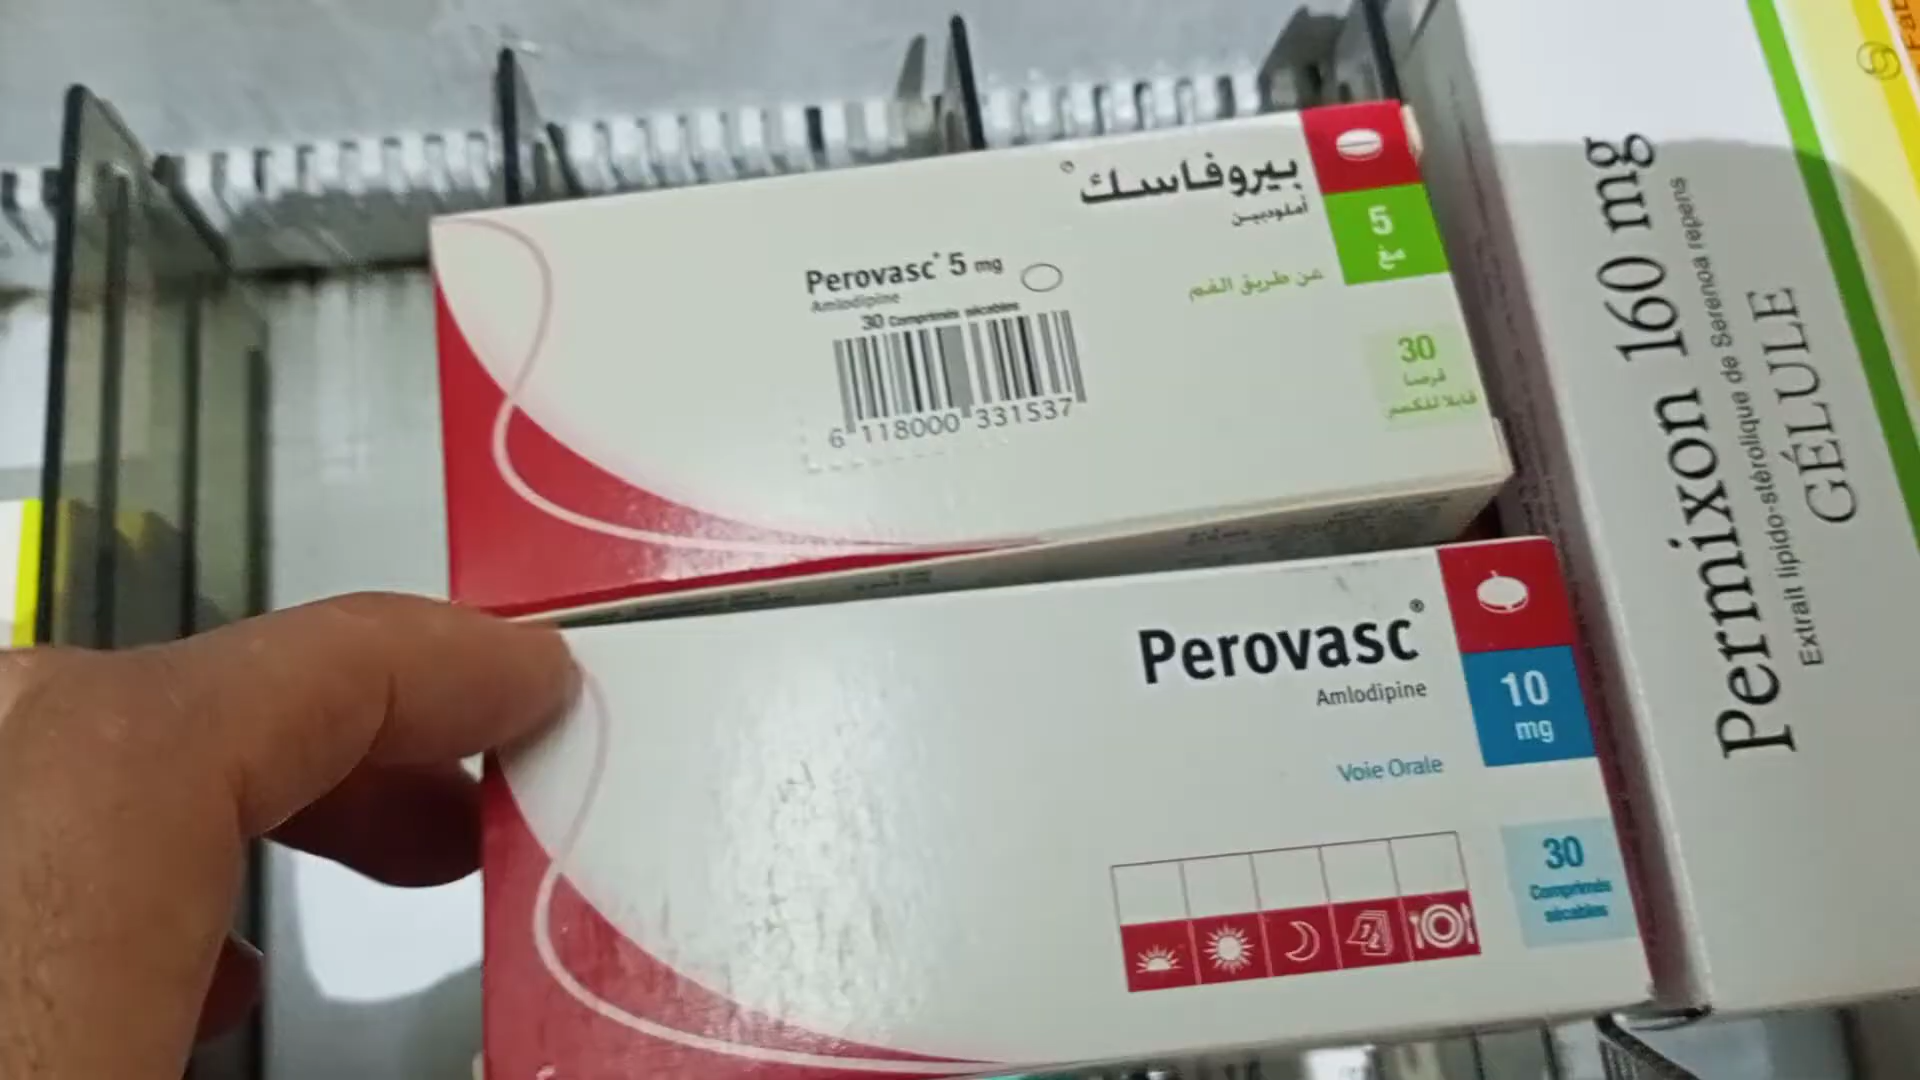 بيروفاسك®
أملوديبين
5
مغ
عن طريق الفم
30
قرصا
قابلا للكسر
Perovasc® 5 mg
Amlodipine
30 Comprimés sécables
6 118000 331537
Perovasc®
Amlodipine
10
mg
Voie Orale
30
Comprimés
sécables
Permixon 160 mg
Extrait lipido-stérolique de Serenoa repens
GÉLULE